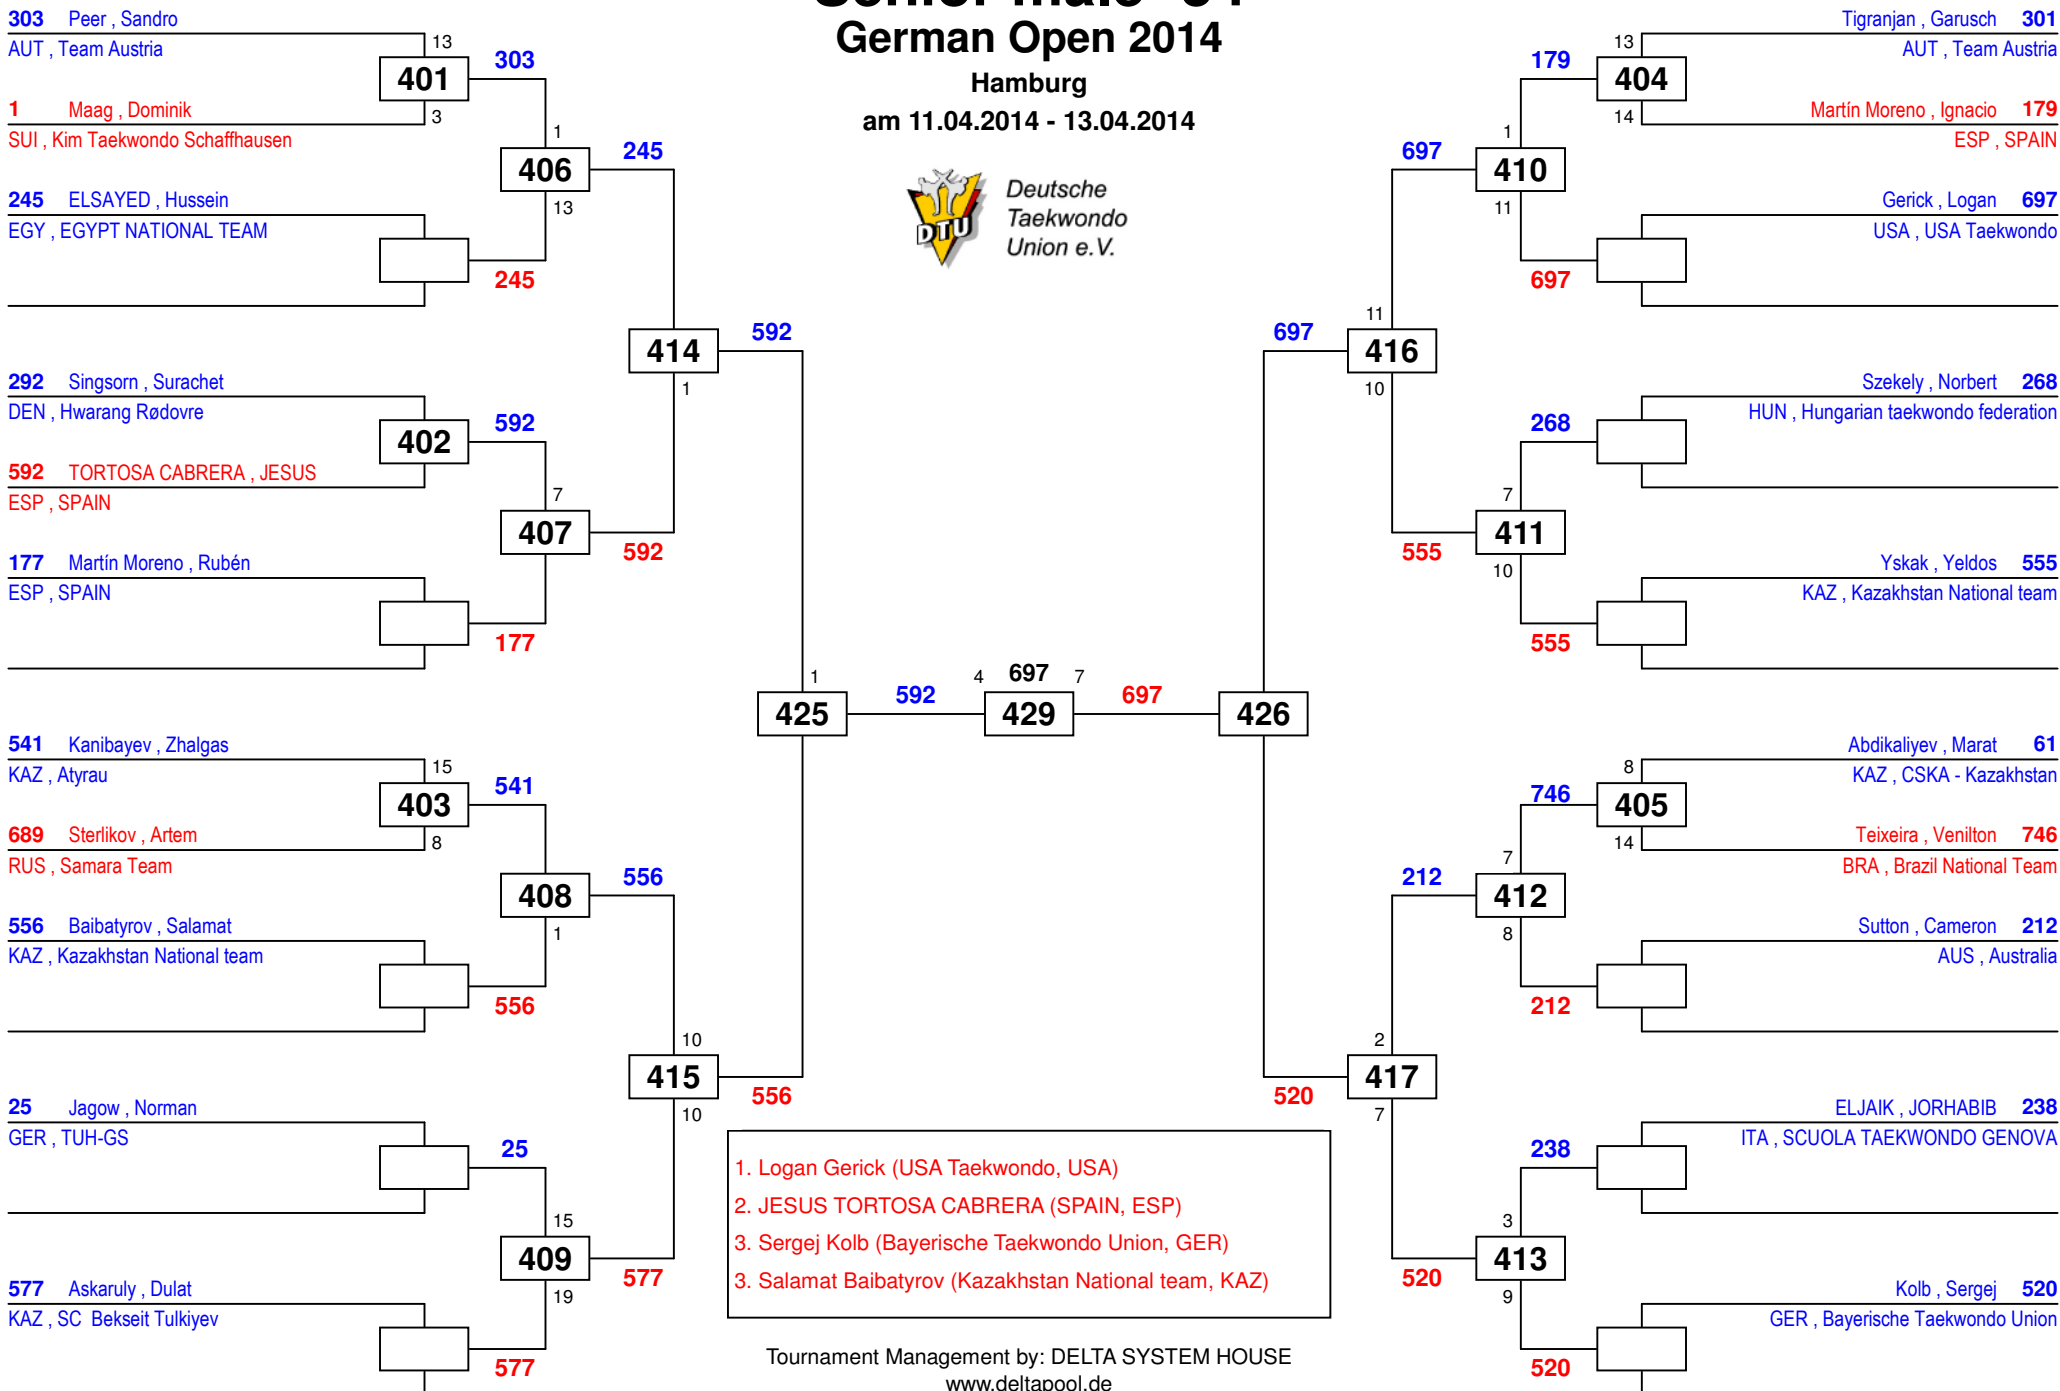 German Open 2014
Hamburg
am 11.04.2014 - 13.04.2014
DTU
Deutsche
Taekwondo
Union e.V.
303 Peer , Sandro
AUT , Team Austria
13
401
303
1 Maag , Dominik
3
SUI , Kim Taekwondo Schaffhausen
1
406
245
245 ELSAYED , Hussein
13
EGY , EGYPT NATIONAL TEAM
245
414
592
1
292 Singsorn , Surachet
DEN , Hwarang Rødovre
402
592
592 TORTOSA CABRERA , JESUS
ESP , SPAIN
7
407
592
177 Martín Moreno , Rubén
ESP , SPAIN
177
1
425
592
541 Kanibayev , Zhalgas
KAZ , Atyrau
15
403
541
689 Sterlikov , Artem
8
RUS , Samara Team
408
556
1
556 Baibatyrov , Salamat
KAZ , Kazakhstan National team
556
10
415
556
10
25 Jagow , Norman
GER , TUH-GS
25
15
409
577
19
577 Askaruly , Dulat
KAZ , SC Bekseit Tulkiyev
577
4 697 7
429
697
426
Tigranjan , Garusch 301
AUT , Team Austria
13
179
404
14
Martín Moreno , Ignacio 179
ESP , SPAIN
1
697
410
11
Gerick , Logan 697
USA , USA Taekwondo
697
11
697
416
10
Szekely , Norbert 268
HUN , Hungarian taekwondo federation
268
7
411
555
10
Yskak , Yeldos 555
KAZ , Kazakhstan National team
555
Abdikaliyev , Marat 61
KAZ , CSKA - Kazakhstan
8
746
405
14
Teixeira , Venilton 746
BRA , Brazil National Team
7
212
412
8
Sutton , Cameron 212
AUS , Australia
212
2
417
520
7
ELJAIK , JORHABIB 238
ITA , SCUOLA TAEKWONDO GENOVA
238
3
413
520
9
Kolb , Sergej 520
GER , Bayerische Taekwondo Union
520
1. Logan Gerick (USA Taekwondo, USA)
2. JESUS TORTOSA CABRERA (SPAIN, ESP)
3. Sergej Kolb (Bayerische Taekwondo Union, GER)
3. Salamat Baibatyrov (Kazakhstan National team, KAZ)
Tournament Management by: DELTA SYSTEM HOUSE
www.deltapool.de